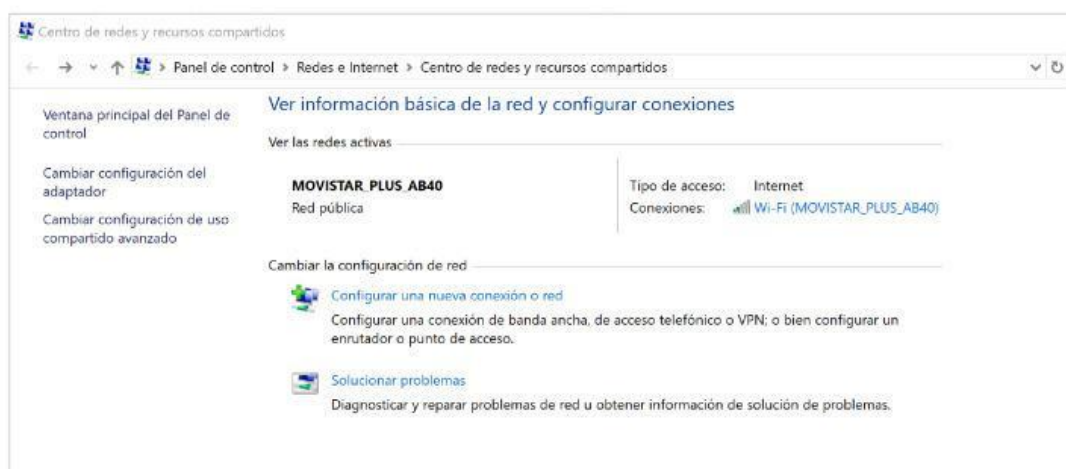 Centro de redes y recursos compartidos
Panel de control > Redes e Internet > Centro de redes y recursos compartidos
Ventana principal del Panel de
control
Cambiar configuración del
adaptador
Cambiar configuración de uso
compartido avanzado
Ver información básica de la red y configurar conexiones
Ver las redes activas
MOVISTAR_PLUS_AB40
Red pública
Tipo de acceso: Internet
Conexiones: Wi-Fi (MOVISTAR_PLUS_AB40)
Cambiar la configuración de red
Configurar una nueva conexión o red
Configurar una conexión de banda ancha, de acceso telefónico o VPN; o bien configurar un
enrutador o punto de acceso.
Solucionar problemas
Diagnosticar y reparar problemas de red u obtener información de solución de problemas.